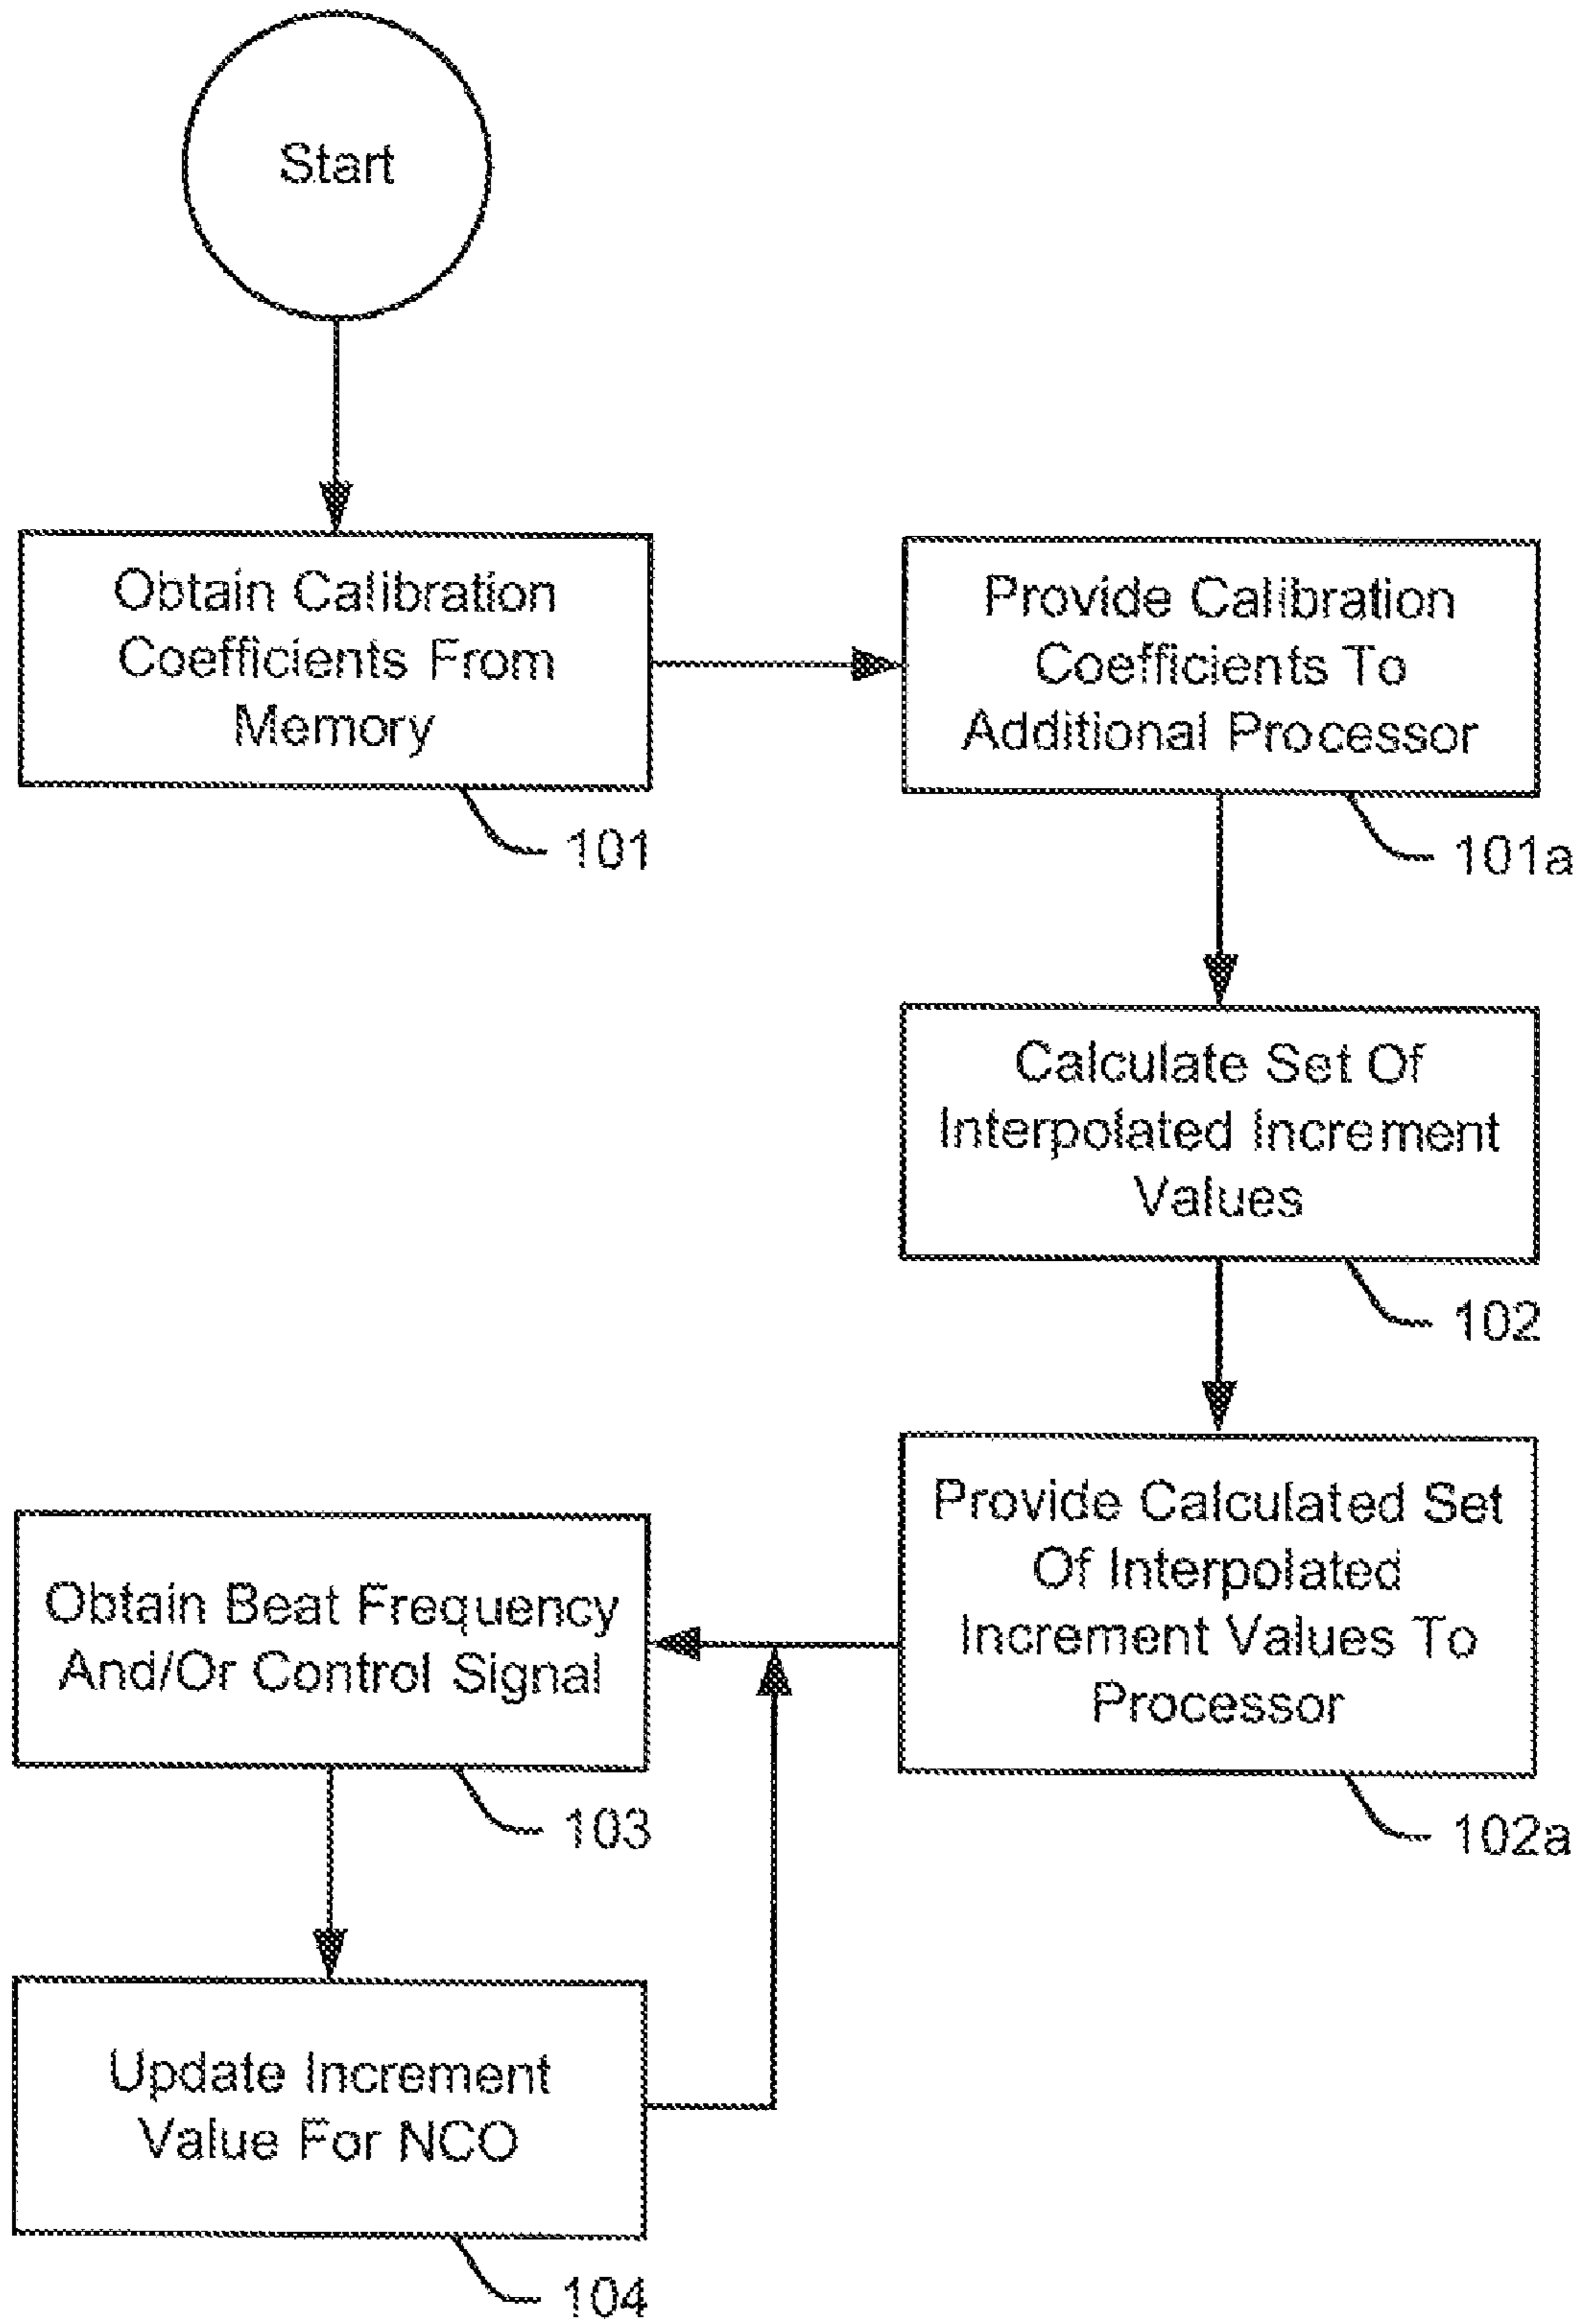 Start
Obtain Calibration
Coefficients From
Memory
101
Provide Calibration
Coefficients To
Additional Processor
101a
Calculate Set Of
Interpolated Increment
Values
102
Provide Calculated Set
Of Interpolated
Increment Values To
Processor
102a
Obtain Beat Frequency
And/Or Control Signal
103
Update Increment
Value For NCO
104